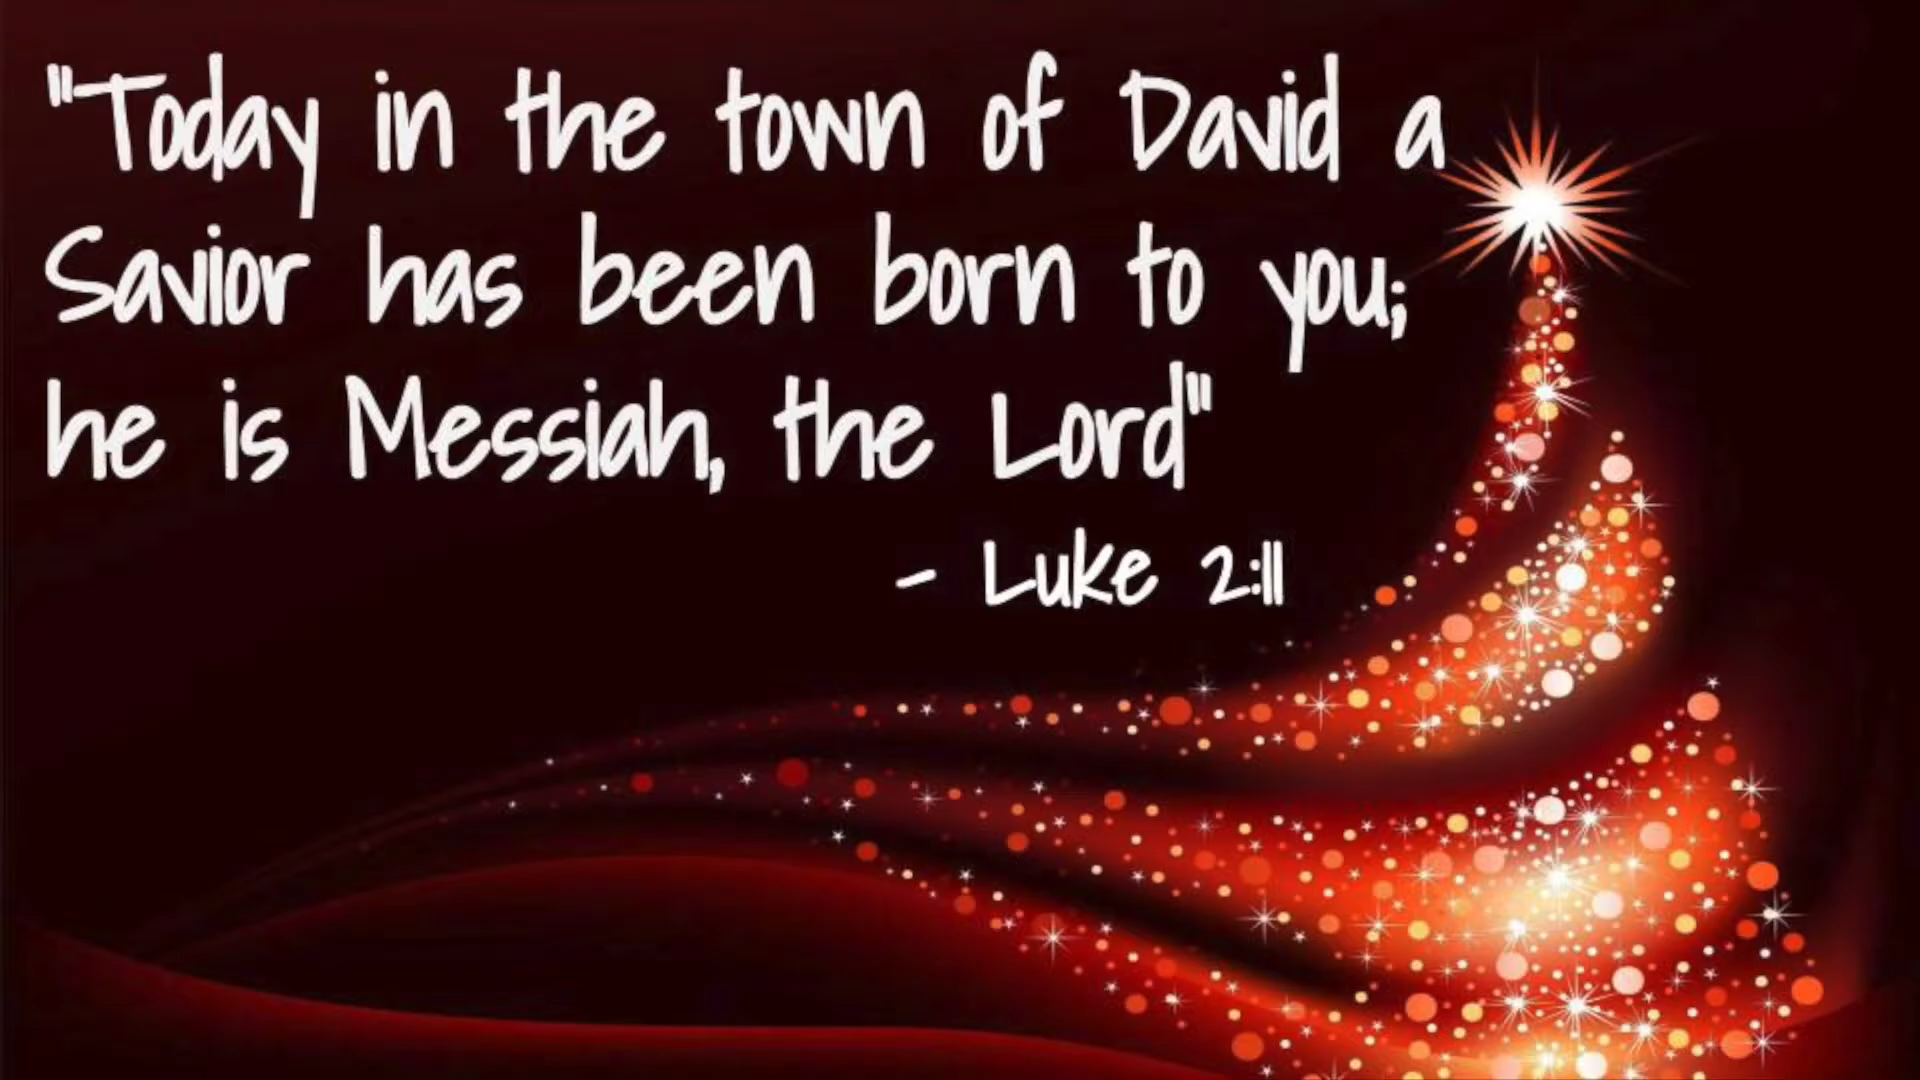 "Today in the town of David a
Savior has been born to you;
he is Messiah, the Lord"
- Luke 2:11